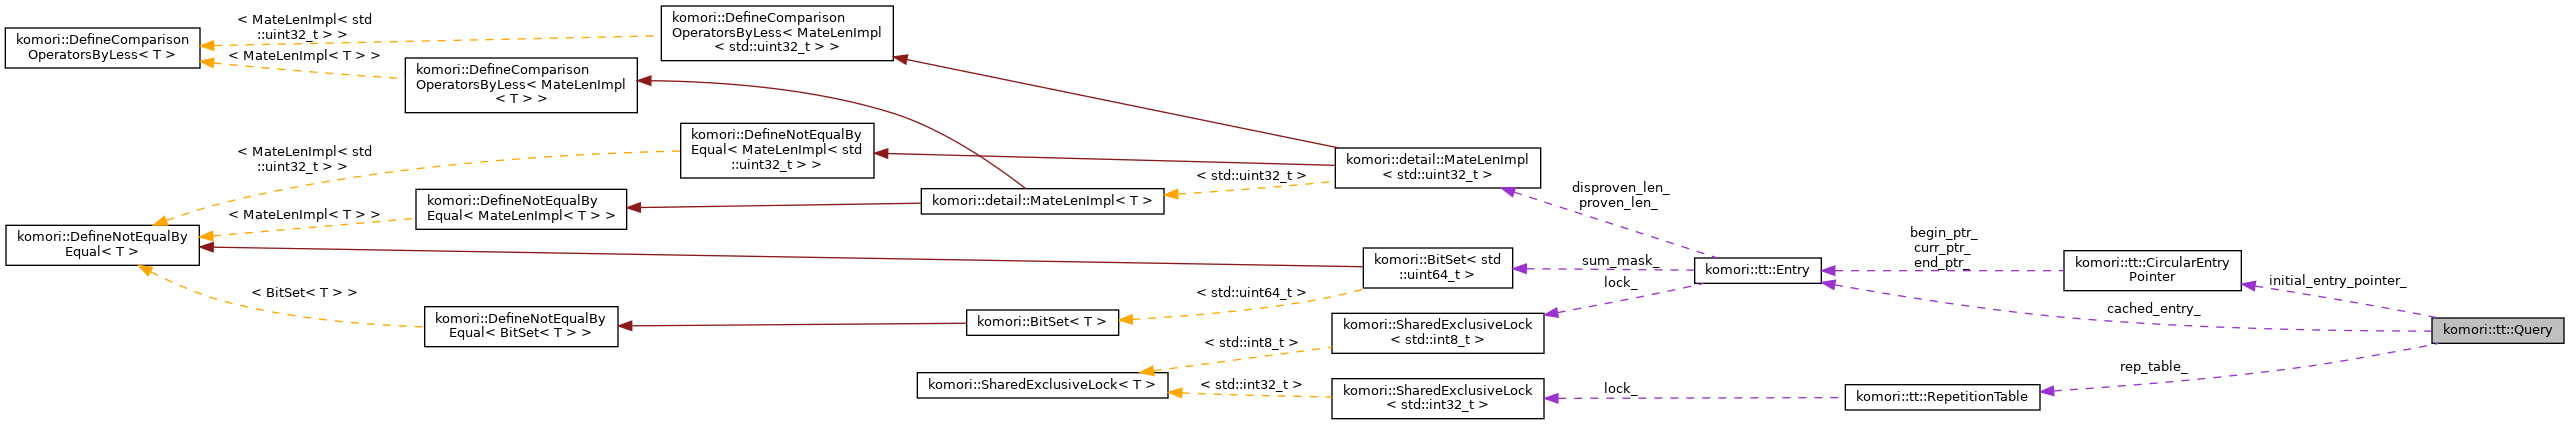 komori::DefineComparison
OperatorsByLess< T >
< MateLenImpl< std
::uint32_t > >
< MateLenImpl< T > >
komori::DefineComparison
OperatorsByLess< MateLenImpl
< std::uint32_t > >
komori::DefineComparison
OperatorsByLess< MateLenImpl
< T > >
komori::DefineNotEqualBy
Equal< MateLenImpl< std
::uint32_t > >
< MateLenImpl< std
::uint32_t > >
< MateLenImpl< T > >
komori::DefineNotEqualBy
Equal< MateLenImpl< T > >
komori::DefineNotEqualBy
Equal< T >
< BitSet< T > >
komori::DefineNotEqualBy
Equal< BitSet< T > >
komori::detail::MateLenImpl< T >
< std::uint32_t >
komori::detail::MateLenImpl
< std::uint32_t >
komori::BitSet< std
::uint64_t >
< std::uint64_t >
komori::BitSet< T >
komori::SharedExclusiveLock
< std::int8_t >
< std::int8_t >
komori::SharedExclusiveLock< T >
< std::int32_t >
komori::SharedExclusiveLock
< std::int32_t >
disproven_len_
proven_len_
sum_mask_
lock_
lock_
komori::tt::Entry
begin_ptr_
curr_ptr_
end_ptr_
komori::tt::CircularEntry
Pointer
initial_entry_pointer_
cached_entry_
rep_table_
komori::tt::RepetitionTable
komori::tt::Query